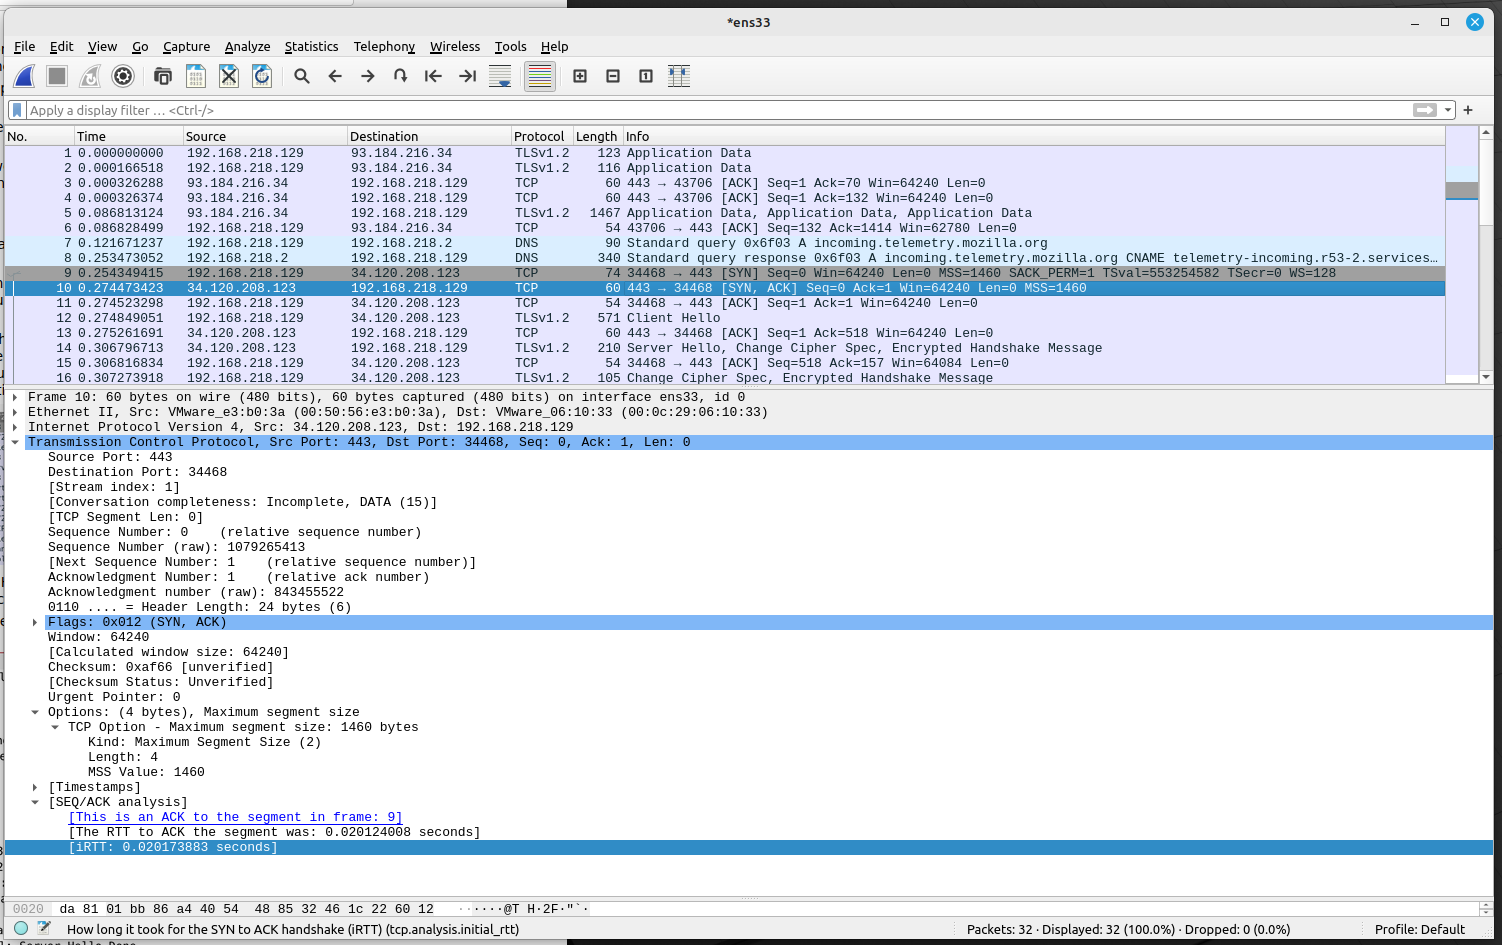 *ens33
File Edit View Go Capture Analyze Statistics Telephony Wireless Tools Help
Apply a display filter … <Ctrl-/>
No. Time Source Destination Protocol Length Info
1 0.000000000 192.168.218.129 93.184.216.34 TLSv1.2 123 Application Data
2 0.000166518 192.168.218.129 93.184.216.34 TLSv1.2 116 Application Data
3 0.000326288 93.184.216.34 192.168.218.129 TCP 60 443 → 43706 [ACK] Seq=1 Ack=70 Win=64240 Len=0
4 0.000326374 93.184.216.34 192.168.218.129 TCP 60 443 → 43706 [ACK] Seq=1 Ack=132 Win=64240 Len=0
5 0.086813124 93.184.216.34 192.168.218.129 TLSv1.2 1467 Application Data, Application Data, Application Data
6 0.086828499 192.168.218.129 93.184.216.34 TCP 54 43706 → 443 [ACK] Seq=132 Ack=1414 Win=62780 Len=0
7 0.121671237 192.168.218.129 192.168.218.2 DNS 90 Standard query 0x6f03 A incoming.telemetry.mozilla.org
8 0.253473052 192.168.218.2 192.168.218.129 DNS 340 Standard query response 0x6f03 A incoming.telemetry.mozilla.org CNAME telemetry-incoming.r53-2.services…
9 0.254349415 192.168.218.129 34.120.208.123 TCP 74 34468 → 443 [SYN] Seq=0 Win=64240 Len=0 MSS=1460 SACK_PERM=1 TSval=553254582 TSecr=0 WS=128
10 0.274473423 34.120.208.123 192.168.218.129 TCP 60 443 → 34468 [SYN, ACK] Seq=0 Ack=1 Win=64240 Len=0 MSS=1460
11 0.274523298 192.168.218.129 34.120.208.123 TCP 54 34468 → 443 [ACK] Seq=1 Ack=1 Win=64240 Len=0
12 0.274849051 192.168.218.129 34.120.208.123 TLSv1.2 571 Client Hello
13 0.275261691 34.120.208.123 192.168.218.129 TCP 60 443 → 34468 [ACK] Seq=1 Ack=518 Win=64240 Len=0
14 0.306796713 34.120.208.123 192.168.218.129 TLSv1.2 210 Server Hello, Change Cipher Spec, Encrypted Handshake Message
15 0.306816834 192.168.218.129 34.120.208.123 TCP 54 34468 → 443 [ACK] Seq=518 Ack=157 Win=64084 Len=0
16 0.307273918 192.168.218.129 34.120.208.123 TLSv1.2 105 Change Cipher Spec, Encrypted Handshake Message
Frame 10: 60 bytes on wire (480 bits), 60 bytes captured (480 bits) on interface ens33, id 0
Ethernet II, Src: VMware_e3:b0:3a (00:50:56:e3:b0:3a), Dst: VMware_06:10:33 (00:0c:29:06:10:33)
Internet Protocol Version 4, Src: 34.120.208.123, Dst: 192.168.218.129
Transmission Control Protocol, Src Port: 443, Dst Port: 34468, Seq: 0, Ack: 1, Len: 0
Source Port: 443
Destination Port: 34468
[Stream index: 1]
[Conversation completeness: Incomplete, DATA (15)]
[TCP Segment Len: 0]
Sequence Number: 0 (relative sequence number)
Sequence Number (raw): 1079265413
[Next Sequence Number: 1 (relative sequence number)]
Acknowledgment Number: 1 (relative ack number)
Acknowledgment number (raw): 843455522
0110 .... = Header Length: 24 bytes (6)
Flags: 0x012 (SYN, ACK)
Window: 64240
[Calculated window size: 64240]
Checksum: 0xaf66 [unverified]
[Checksum Status: Unverified]
Urgent Pointer: 0
Options: (4 bytes), Maximum segment size
TCP Option - Maximum segment size: 1460 bytes
Kind: Maximum Segment Size (2)
Length: 4
MSS Value: 1460
[Timestamps]
[SEQ/ACK analysis]
[This is an ACK to the segment in frame: 9]
[The RTT to ACK the segment was: 0.020124008 seconds]
[iRTT: 0.020173883 seconds]
0020 da 81 01 bb 86 a4 40 54 48 85 32 46 1c 22 60 12 ······@T H·2F·"`·
How long it took for the SYN to ACK handshake (iRTT) (tcp.analysis.initial_rtt)
Packets: 32 · Displayed: 32 (100.0%) · Dropped: 0 (0.0%)
Profile: Default